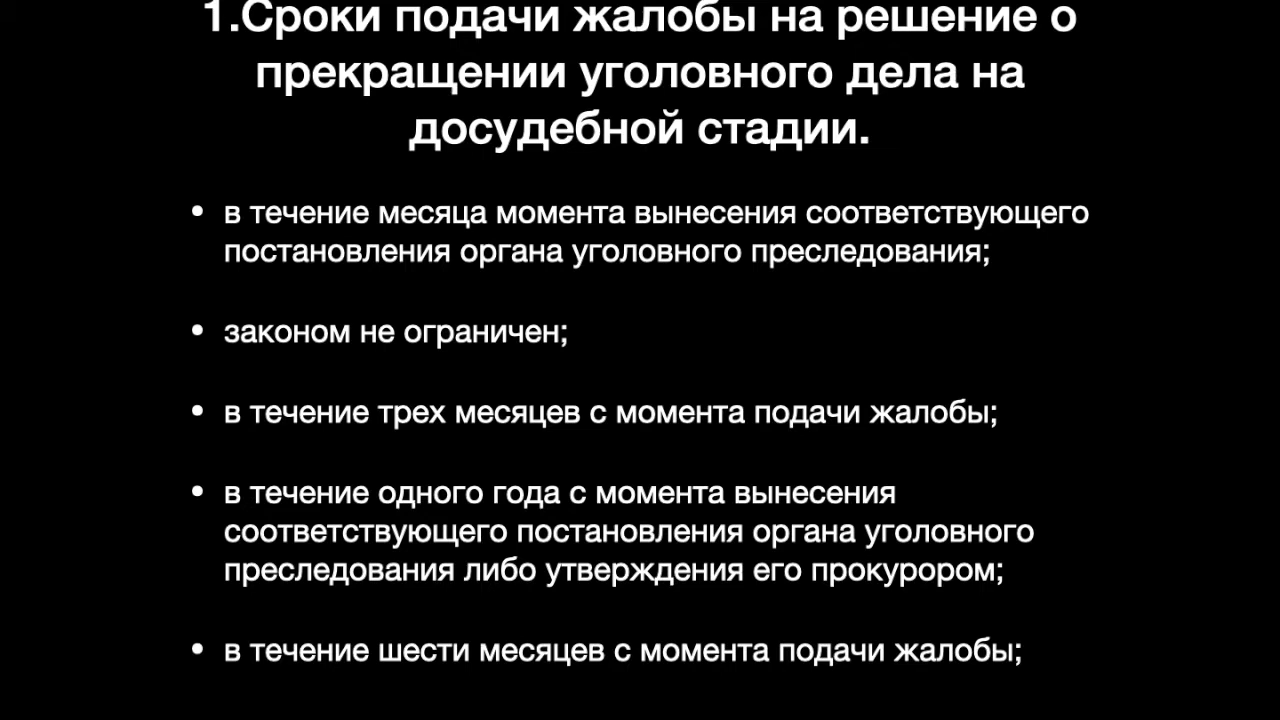 1.Сроки подачи жалобы на решение о
прекращении уголовного дела на
досудебной стадии.
• в течение месяца момента вынесения соответствующего
постановления органа уголовного преследования;
• законом не ограничен;
• в течение трех месяцев с момента подачи жалобы;
• в течение одного года с момента вынесения
соответствующего постановления органа уголовного
преследования либо утверждения его прокурором;
• в течение шести месяцев с момента подачи жалобы;